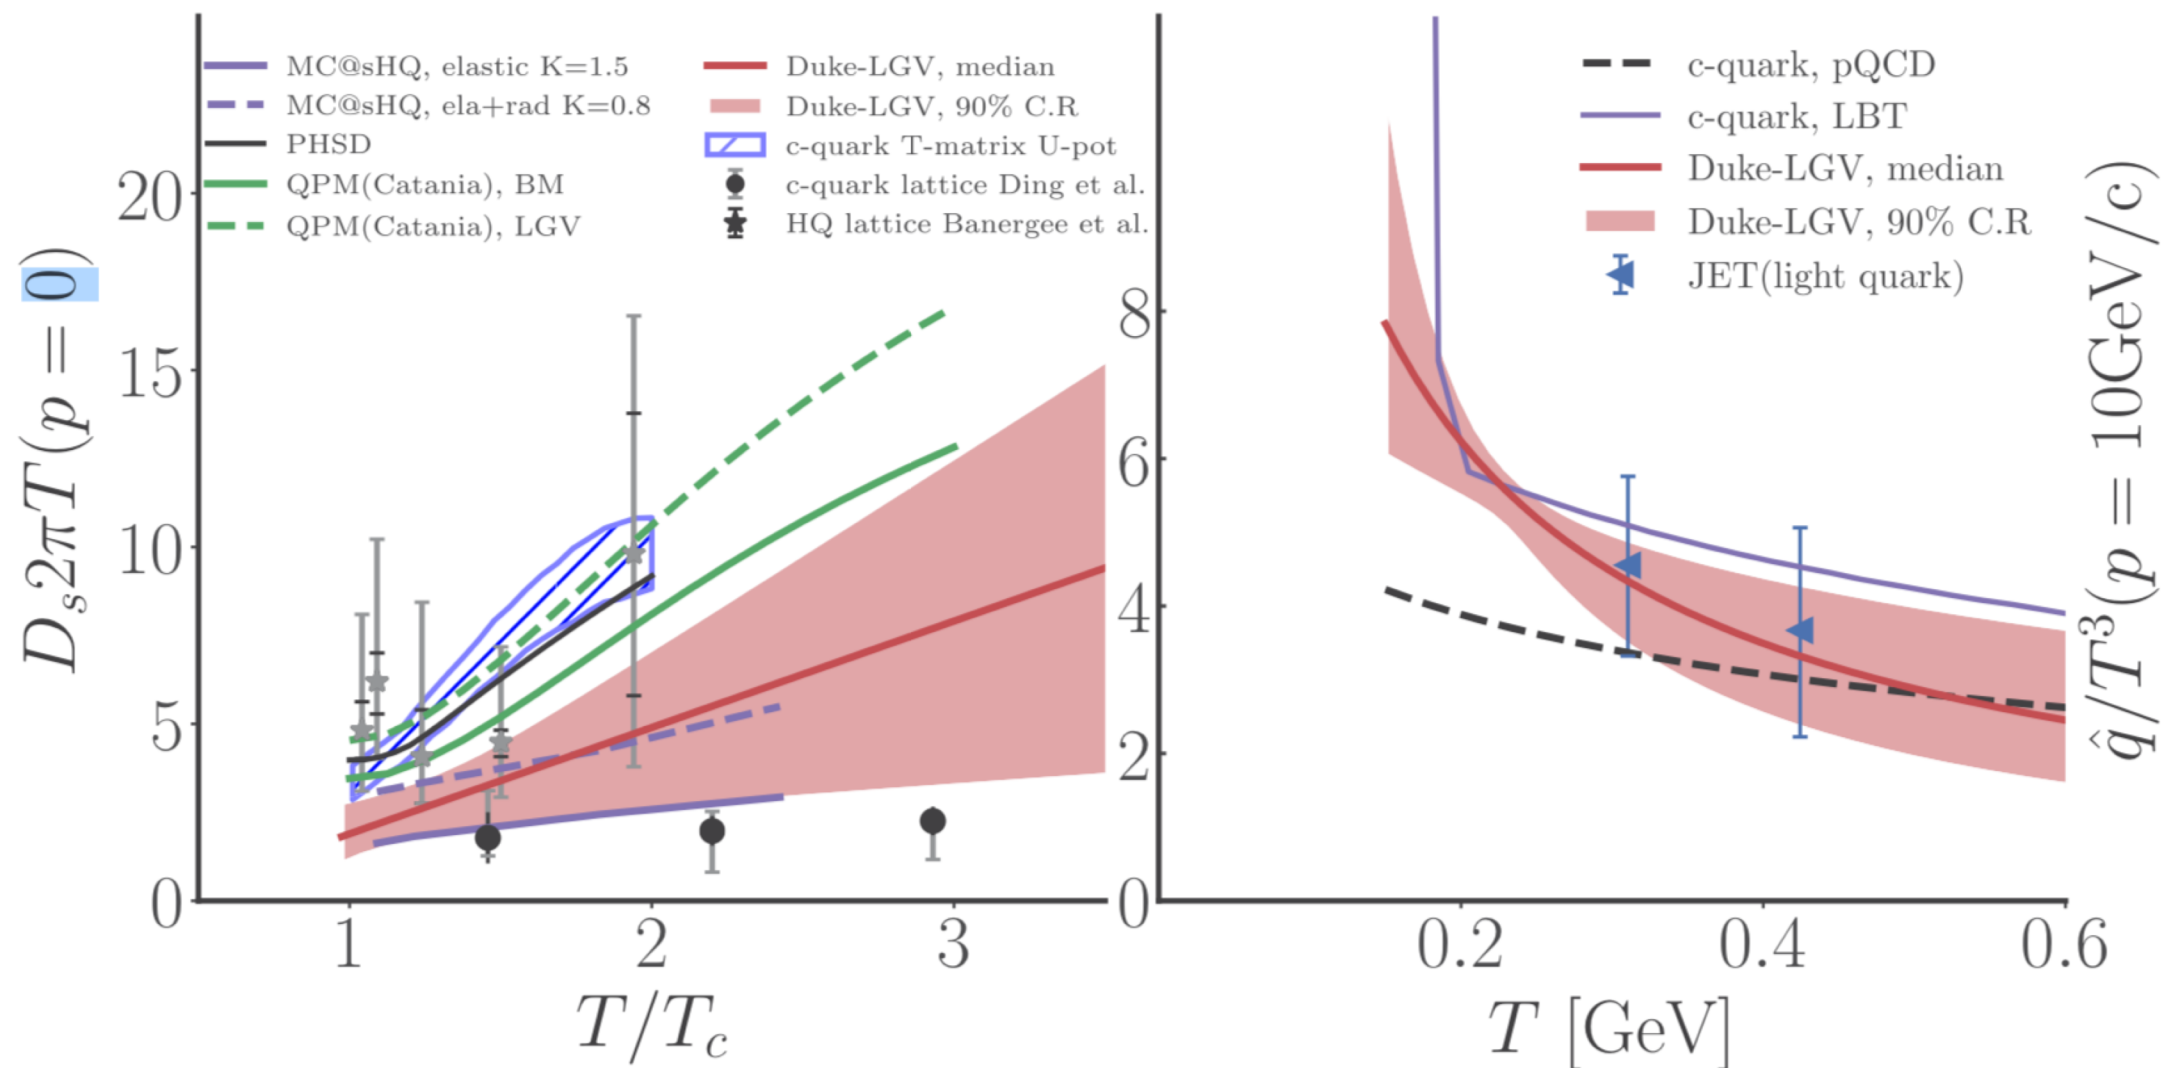 MC@sHQ, elastic K=1.5
MC@sHQ, ela+rad K=0.8
PHSD
QPM(Catania), BM
QPM(Catania), LGV
Duke-LGV, median
Duke-LGV, 90% C.R
c-quark T-matrix U-pot
c-quark lattice Ding et al.
HQ lattice Banergee et al.
D_s2πT(p = 0)
20
15
10
5
0
1 2 3
T/T_c
c-quark, pQCD
c-quark, LBT
Duke-LGV, median
Duke-LGV, 90% C.R
JET(light quark)
8
6
4
2
0
0.2 0.4 0.6
T [GeV]
q̂/T³(p = 10GeV/c)